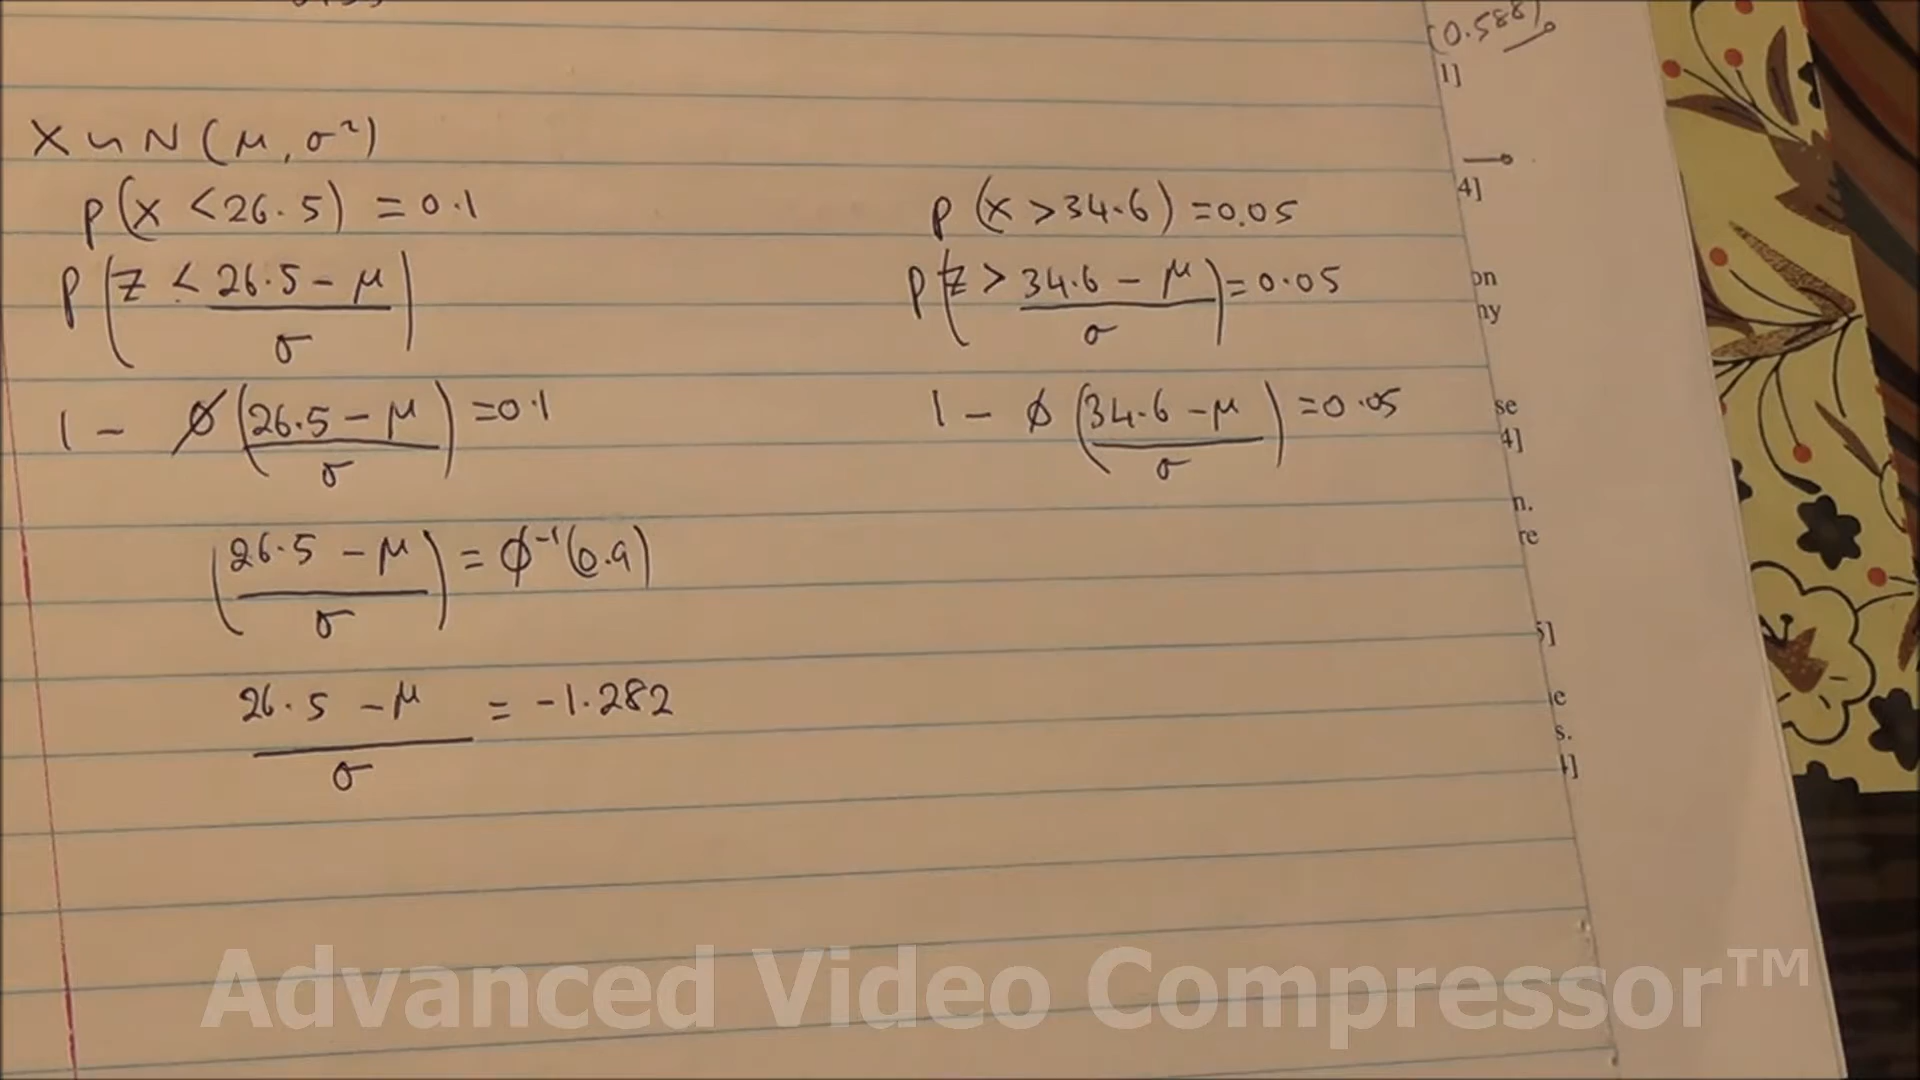 (0.588)
1]
X ~ N(μ, σ²)
P(x < 26.5) = 0.1
P(x > 34.6) = 0.05
4]
P(z < 26.5 - μ / σ)
P(z > 34.6 - μ / σ) = 0.05
on
ny
1 - ϕ(26.5 - μ / σ) = 0.1
1 - ϕ(34.6 - μ / σ) = 0.05
se
4]
n.
re
(26.5 - μ / σ) = ϕ⁻¹(0.9)
5]
26.5 - μ / σ = -1.282
e
s.
4]
Advanced Video Compressor™